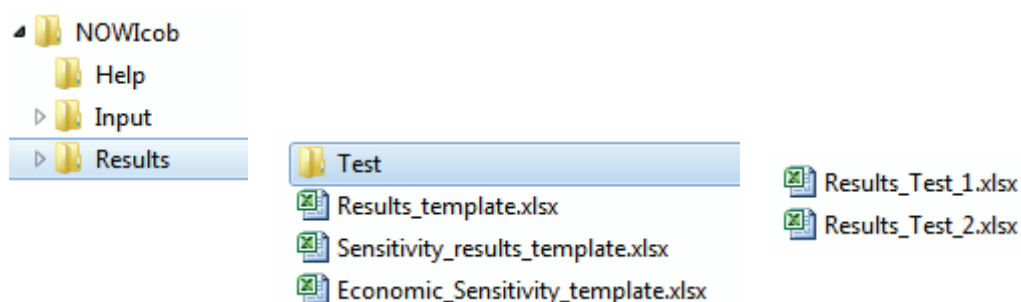 NOWIcob
Help
Input
Results
Test
Results_template.xlsx
Sensitivity_results_template.xlsx
Economic_Sensitivity_template.xlsx
Results_Test_1.xlsx
Results_Test_2.xlsx